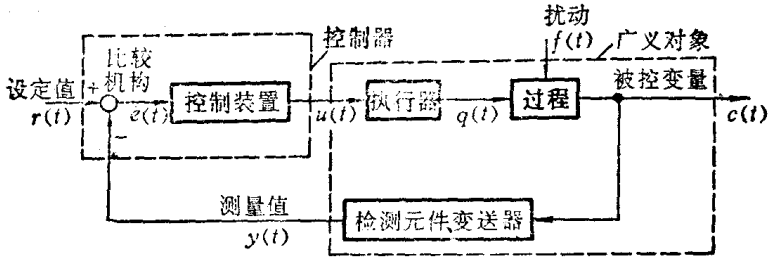 扰动
f(t)
控制器
广义对象
比较
机构
设定值
r(t)
+
−
e(t)
控制装置
u(t)
执行器
q(t)
过程
被控变量
c(t)
测量值
y(t)
检测元件变送器